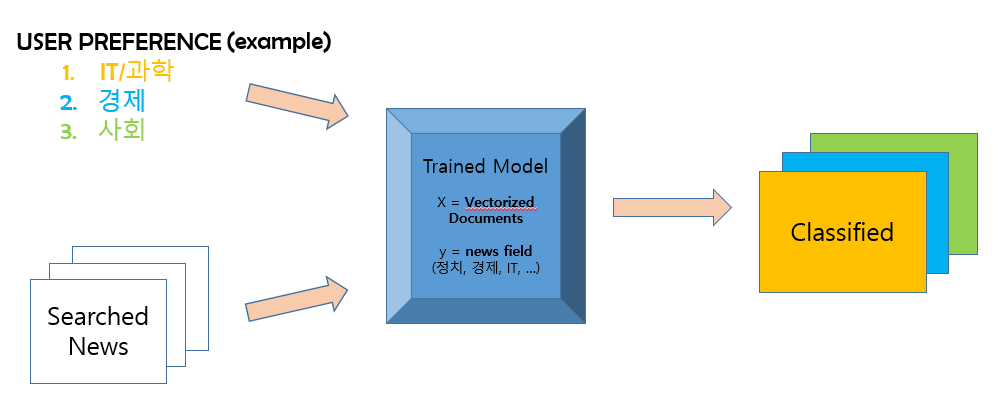 USER PREFERENCE (example)
1. IT/과학
2. 경제
3. 사회
Trained Model
X = Vectorized
Documents
y = news field
(정치, 경제, IT, ...)
Classified
Searched
News